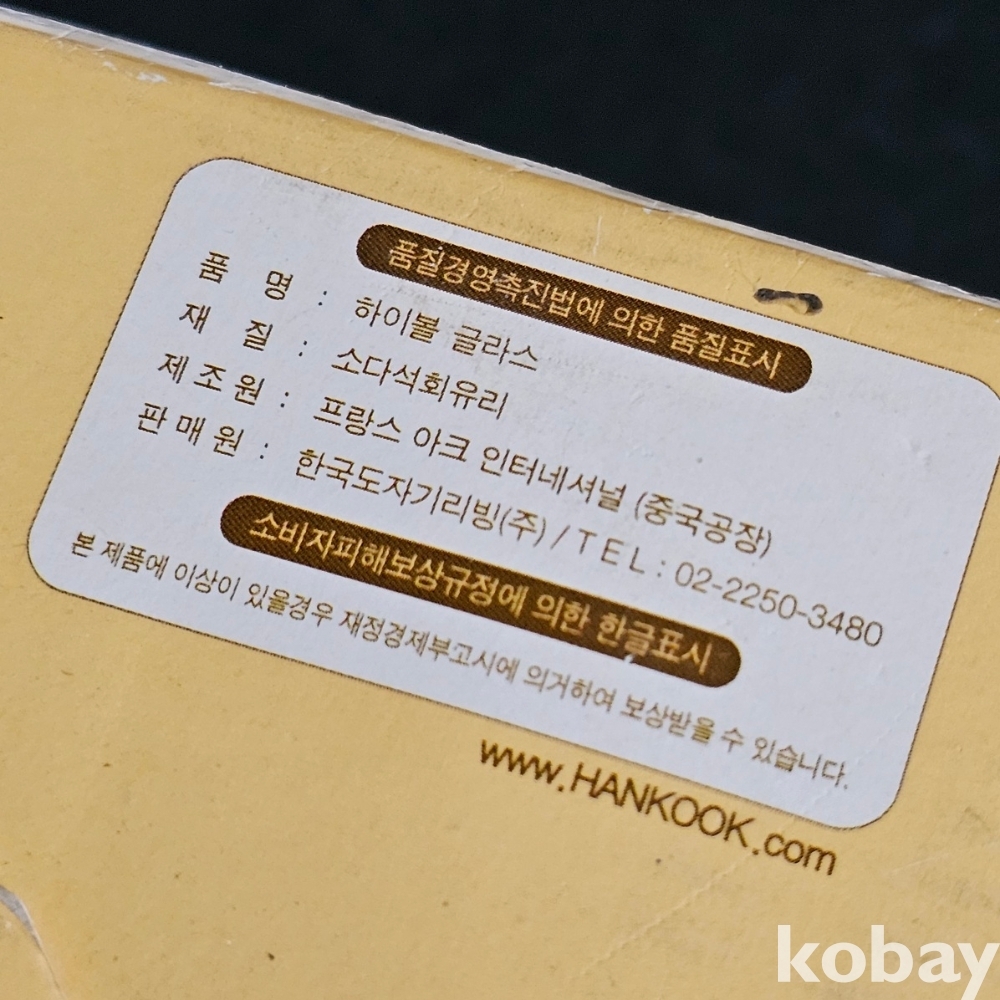 품질경영촉진법에 의한 품질표시
품 명 : 하이볼 글라스
재 질 : 소다석회유리
제조원 : 프랑스 아크 인터네셔널 (중국공장)
판매원 : 한국도자기리빙(주) / TEL : 02-2250-3480
소비자피해보상규정에 의한 한글표시
본 제품에 이상이 있을경우 재정경제부고시에 의거하여 보상받을 수 있습니다.
www.HANKOOK.com
kobay